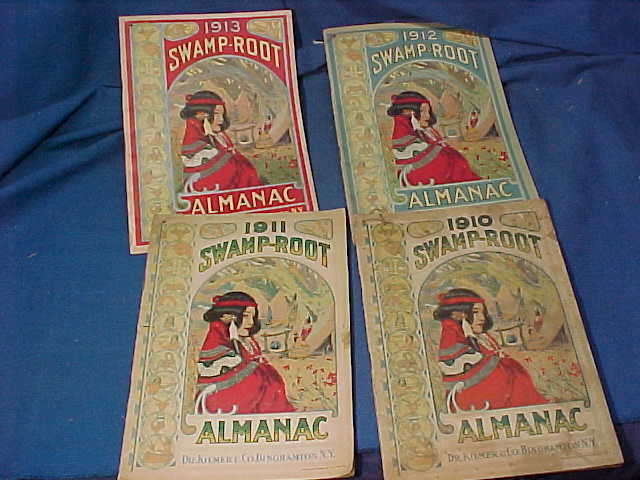 1913
SWAMP-ROOT
ALMANAC
N.Y.
1912
SWAMP-ROOT
ALMANAC
1911
SWAMP-ROOT
ALMANAC
DR. KILMER & CO. BINGHAMTON N.Y.
1910
SWAMP-ROOT
ALMANAC
DR. KILMER & CO. BINGHAMTON N.Y.